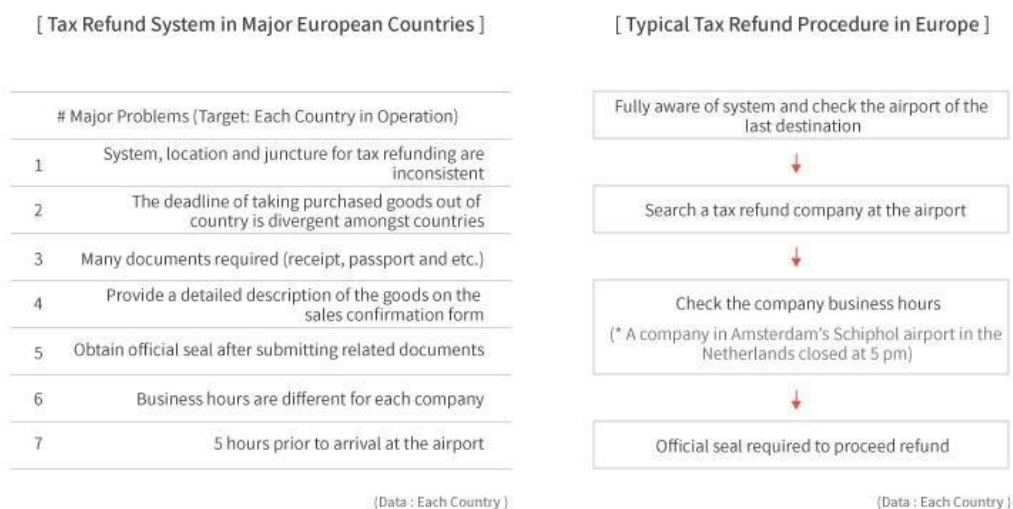 [ Tax Refund System in Major European Countries ]
# Major Problems (Target: Each Country in Operation)
1 System, location and juncture for tax refunding are
inconsistent
2 The deadline of taking purchased goods out of
country is divergent amongst countries
3 Many documents required (receipt, passport and etc.)
4 Provide a detailed description of the goods on the
sales confirmation form
5 Obtain official seal after submitting related documents
6 Business hours are different for each company
7 5 hours prior to arrival at the airport
(Data : Each Country )
[ Typical Tax Refund Procedure in Europe ]
Fully aware of system and check the airport of the
last destination
Search a tax refund company at the airport
Check the company business hours
(* A company in Amsterdam's Schiphol airport in the
Netherlands closed at 5 pm)
Official seal required to proceed refund
(Data : Each Country )